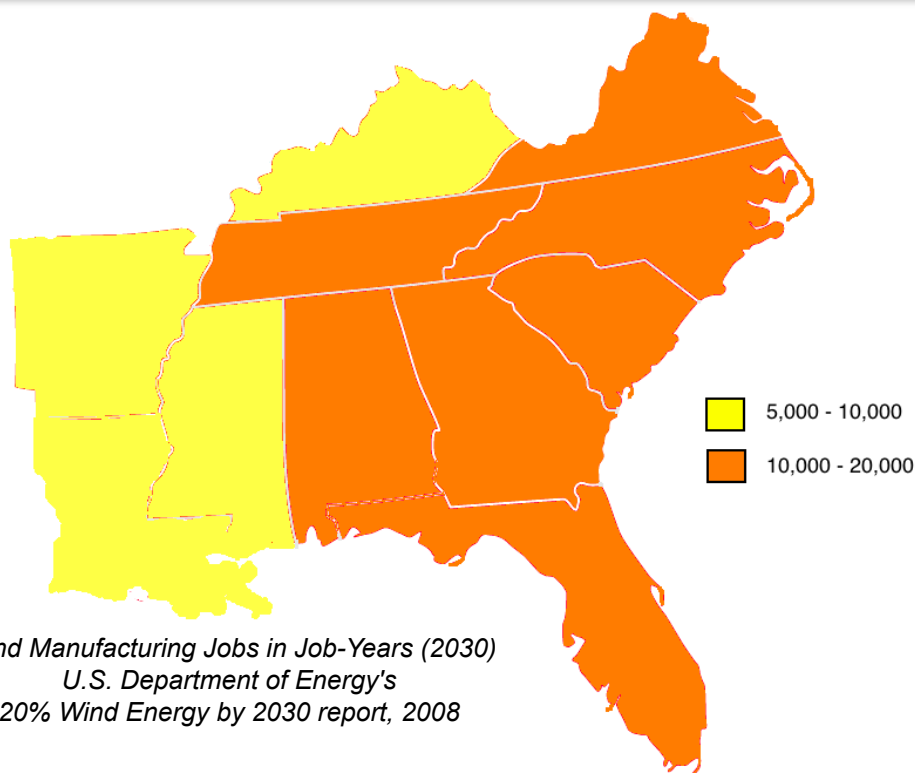 5,000 - 10,000
10,000 - 20,000
nd Manufacturing Jobs in Job-Years (2030)
U.S. Department of Energy's
20% Wind Energy by 2030 report, 2008